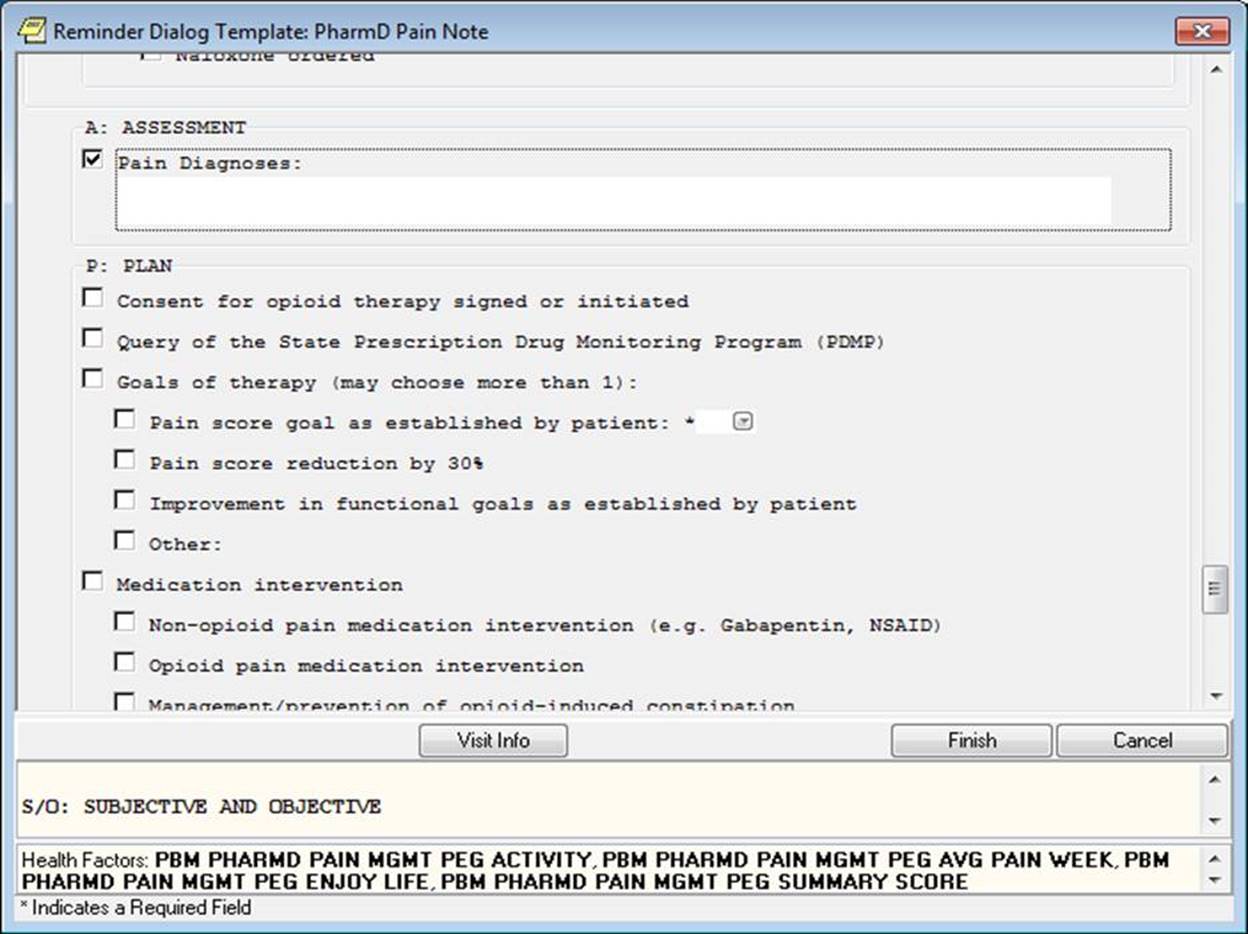 Reminder Dialog Template: PharmD Pain Note
Naloxone ordered
A: ASSESSMENT
Pain Diagnoses:
P: PLAN
Consent for opioid therapy signed or initiated
Query of the State Prescription Drug Monitoring Program (PDMP)
Goals of therapy (may choose more than 1):
Pain score goal as established by patient: *
Pain score reduction by 30%
Improvement in functional goals as established by patient
Other:
Medication intervention
Non-opioid pain medication intervention (e.g. Gabapentin, NSAID)
Opioid pain medication intervention
Management/prevention of opioid-induced constipation
Visit Info Finish Cancel
S/O: SUBJECTIVE AND OBJECTIVE
Health Factors: PBM PHARMD PAIN MGMT PEG ACTIVITY, PBM PHARMD PAIN MGMT PEG AVG PAIN WEEK, PBM
PHARMD PAIN MGMT PEG ENJOY LIFE, PBM PHARMD PAIN MGMT PEG SUMMARY SCORE
* Indicates a Required Field